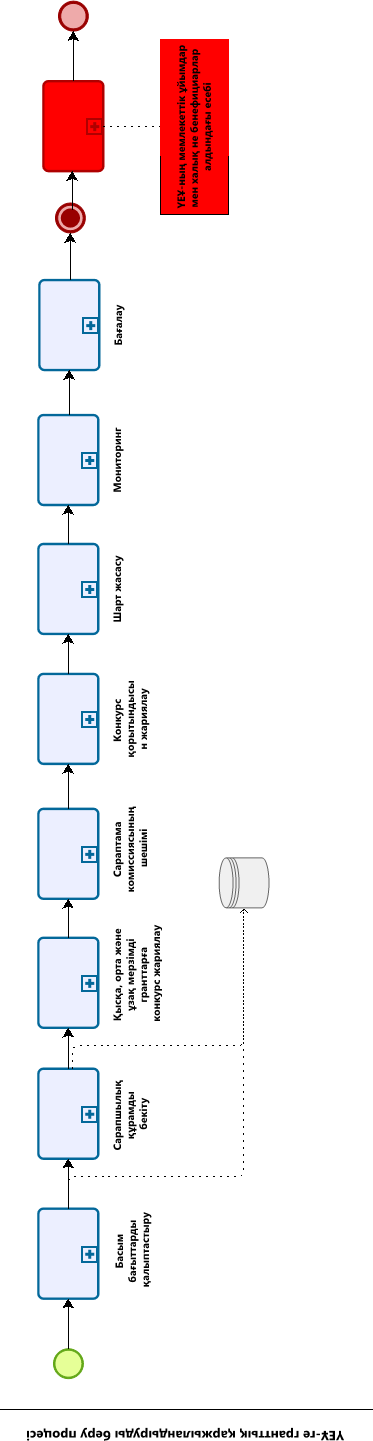 ҮЕҰ-ге гранттық қаржыландыруды беру процесі
Басым
бағыттарды
қалыптастыру
Сарапшылық
құрамды
бекіту
Қысқа, орта және
ұзақ мерзімді
гранттарға
конкурс жариялау
Сараптама
комиссиясының
шешімі
Конкурс
қорытындысы
н жариялау
Шарт жасасу
Мониторинг
Бағалау
ҮЕҰ-ның мемлекеттік ұйымдар
мен халық не бенефициарлар
алдындағы есебі